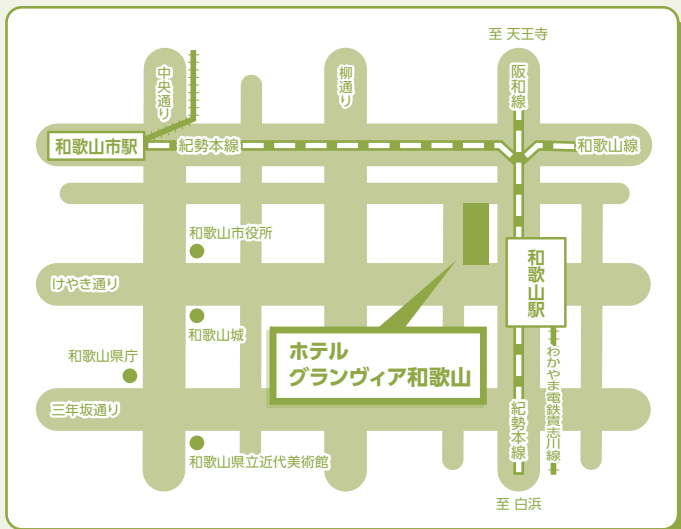 至 天王寺
中央通り
柳通り
阪和線
和歌山市駅
紀勢本線
和歌山線
和歌山市役所
けやき通り
和歌山駅
和歌山城
ホテル
グランヴィア和歌山
和歌山県庁
わかやま電鉄貴志川線
三年坂通り
紀勢本線
和歌山県立近代美術館
至 白浜